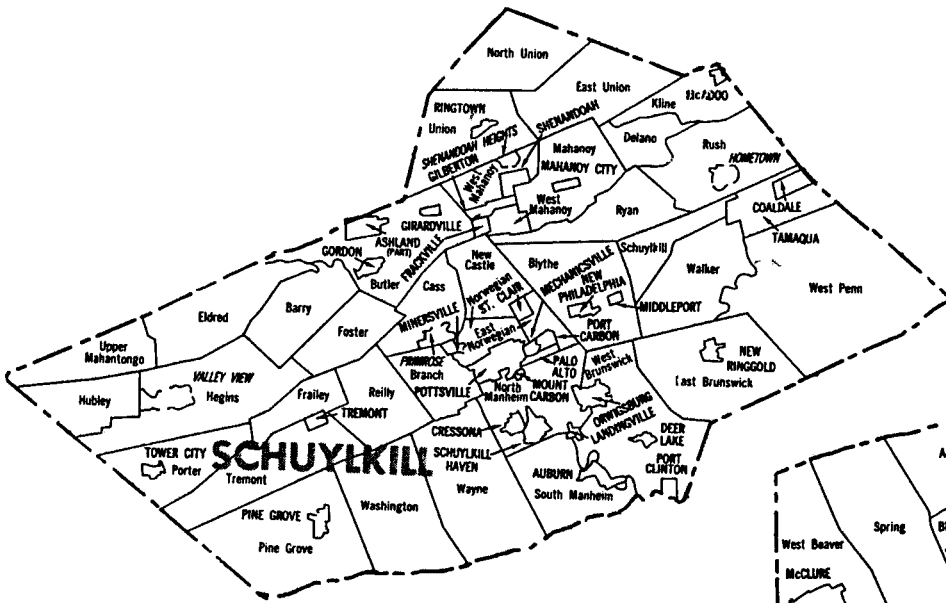 North Union
East Union
McADOO
Kline
RINGTOWN
Union
SHENANDOAH
SHENANDOAH HEIGHTS
GILBERTON
Mahanoy
Delano
Rush
HOMETOWN
West
Mahanoy
MAHANOY CITY
West
Mahanoy
Ryan
COALDALE
TAMAQUA
GIRARDVILLE
ASHLAND
(PART)
GORDON
FRACKVILLE
Butler
New
Castle
Blythe
Schuylkill
Walker
West Penn
MECHANICSVILLE
NEW
PHILADELPHIA
MIDDLEPORT
Cass
Norwegian
ST. CLAIR
MINERSVILLE
East
Norwegian
PORT
CARBON
Eldred
Barry
Foster
Upper
Mahantongo
PRIMROSE
Branch
POTTSVILLE
PALO
ALTO
West
Brunswick
NEW
RINGGOLD
East Brunswick
Hubley
VALLEY VIEW
Hegins
Frailey
Reilly
TREMONT
North
Manheim
MOUNT
CARBON
ORWIGSBURG
LANDINGVILLE
DEER
LAKE
CRESSONA
SCHUYLKILL
HAVEN
PORT
CLINTON
TOWER CITY
Porter
SCHUYLKILL
Tremont
AUBURN
South Manheim
Wayne
Washington
PINE GROVE
Pine Grove
Spring
West Beaver
McCLURE